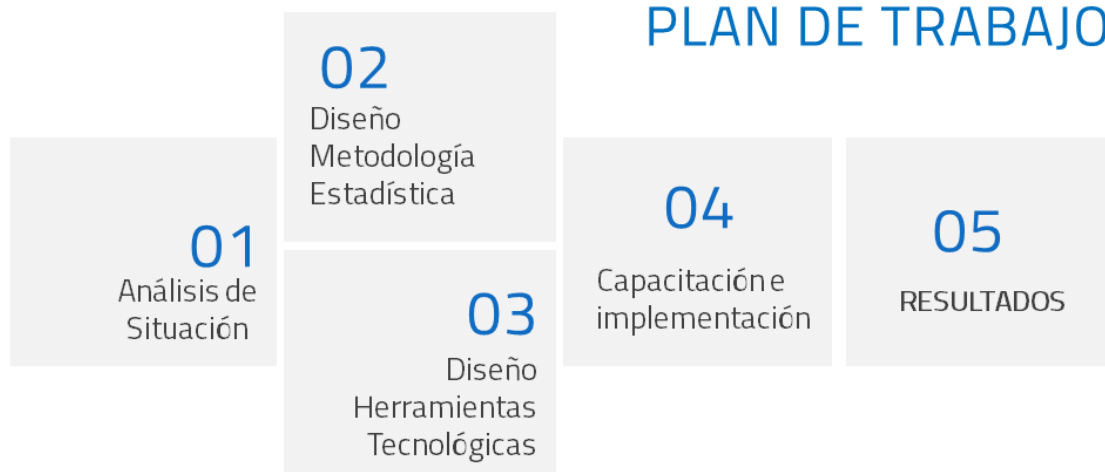 PLAN DE TRABAJO
01
Análisis de
Situación
02
Diseño
Metodología
Estadística
03
Diseño
Herramientas
Tecnológicas
04
Capacitación e
implementación
05
RESULTADOS